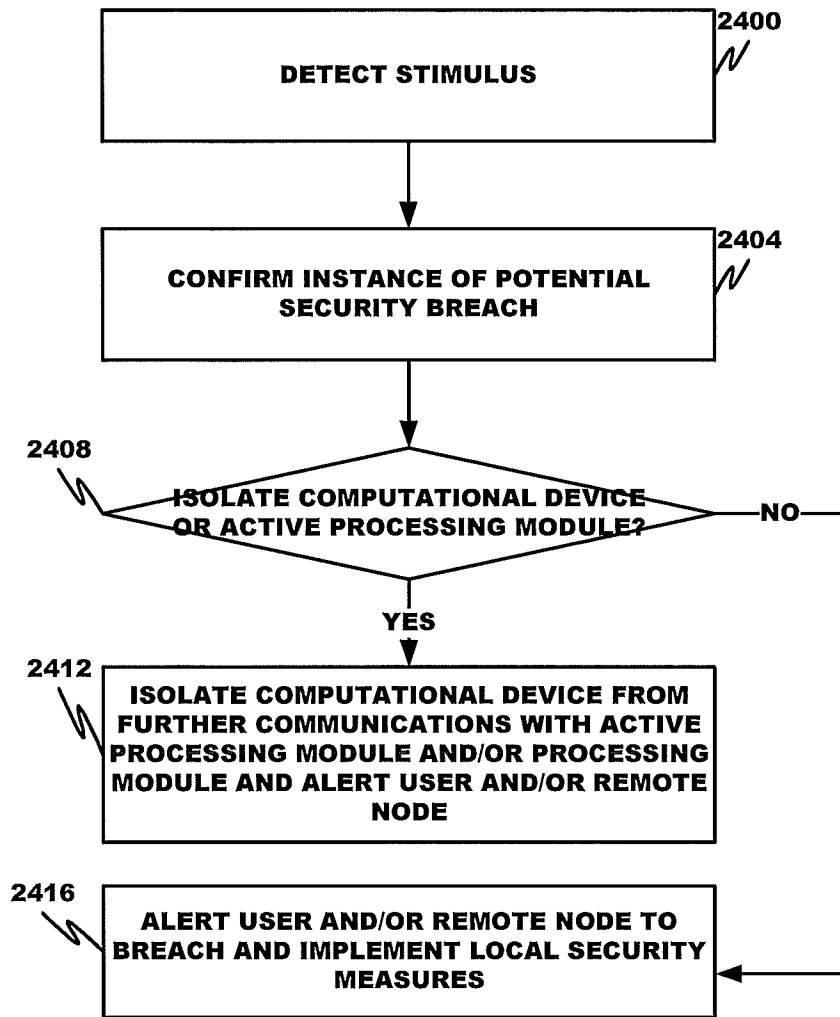 2400
DETECT STIMULUS
2404
CONFIRM INSTANCE OF POTENTIAL
SECURITY BREACH
2408
ISOLATE COMPUTATIONAL DEVICE
OR ACTIVE PROCESSING MODULE?
NO
YES
2412
ISOLATE COMPUTATIONAL DEVICE FROM
FURTHER COMMUNICATIONS WITH ACTIVE
PROCESSING MODULE AND/OR PROCESSING
MODULE AND ALERT USER AND/OR REMOTE
NODE
2416
ALERT USER AND/OR REMOTE NODE TO
BREACH AND IMPLEMENT LOCAL SECURITY
MEASURES